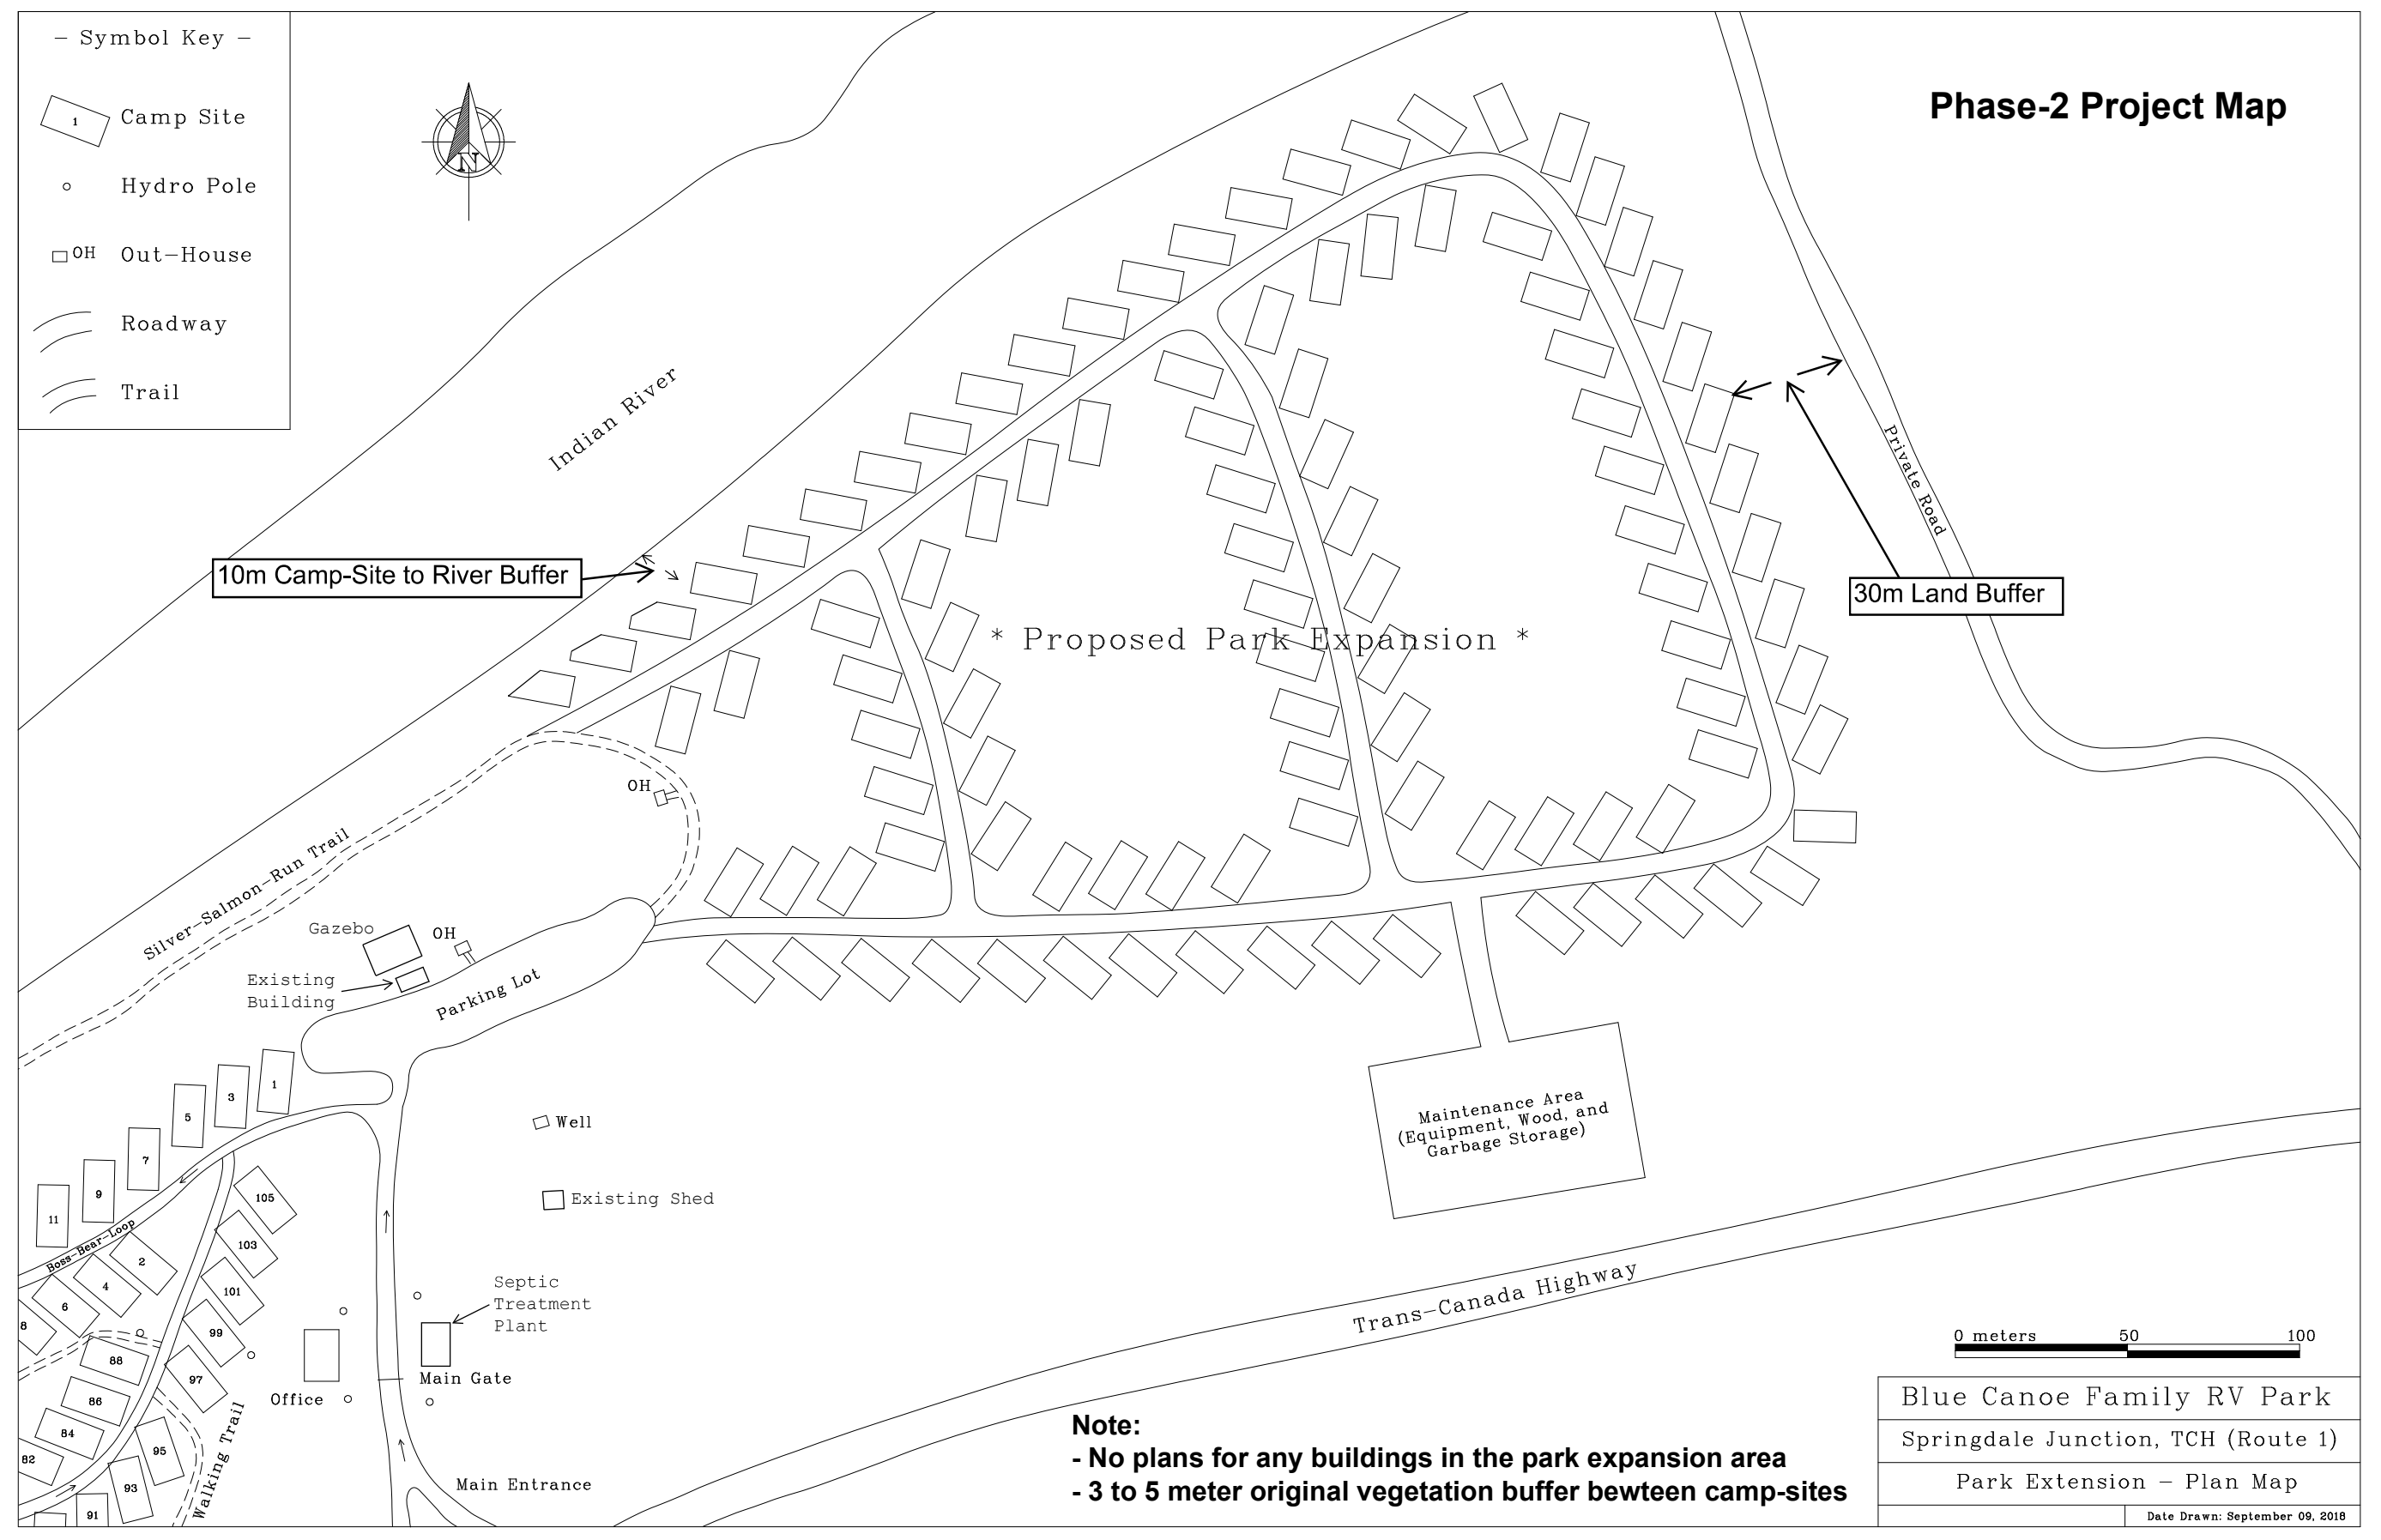 - Symbol Key -
1
Camp Site
Hydro Pole
OH
Out-House
Roadway
Trail
N
Phase-2 Project Map
Indian River
Private Road
10m Camp-Site to River Buffer
30m Land Buffer
* Proposed Park Expansion *
OH
Silver-Salmon-Run Trail
Gazebo
OH
Existing
Building
Parking Lot
1
3
5
7
9
11
Well
Existing Shed
Maintenance Area
(Equipment, Wood, and
Garbage Storage)
Boss-Bear-Loop
105
103
101
99
97
95
93
91
2
4
6
8
88
86
84
82
Septic
Treatment
Plant
Main Gate
Office
Walking Trail
Main Entrance
Trans-Canada Highway
0 meters
50
100
Note:
- No plans for any buildings in the park expansion area
- 3 to 5 meter original vegetation buffer bewteen camp-sites
Blue Canoe Family RV Park
Springdale Junction, TCH (Route 1)
Park Extension - Plan Map
Date Drawn: September 09, 2018